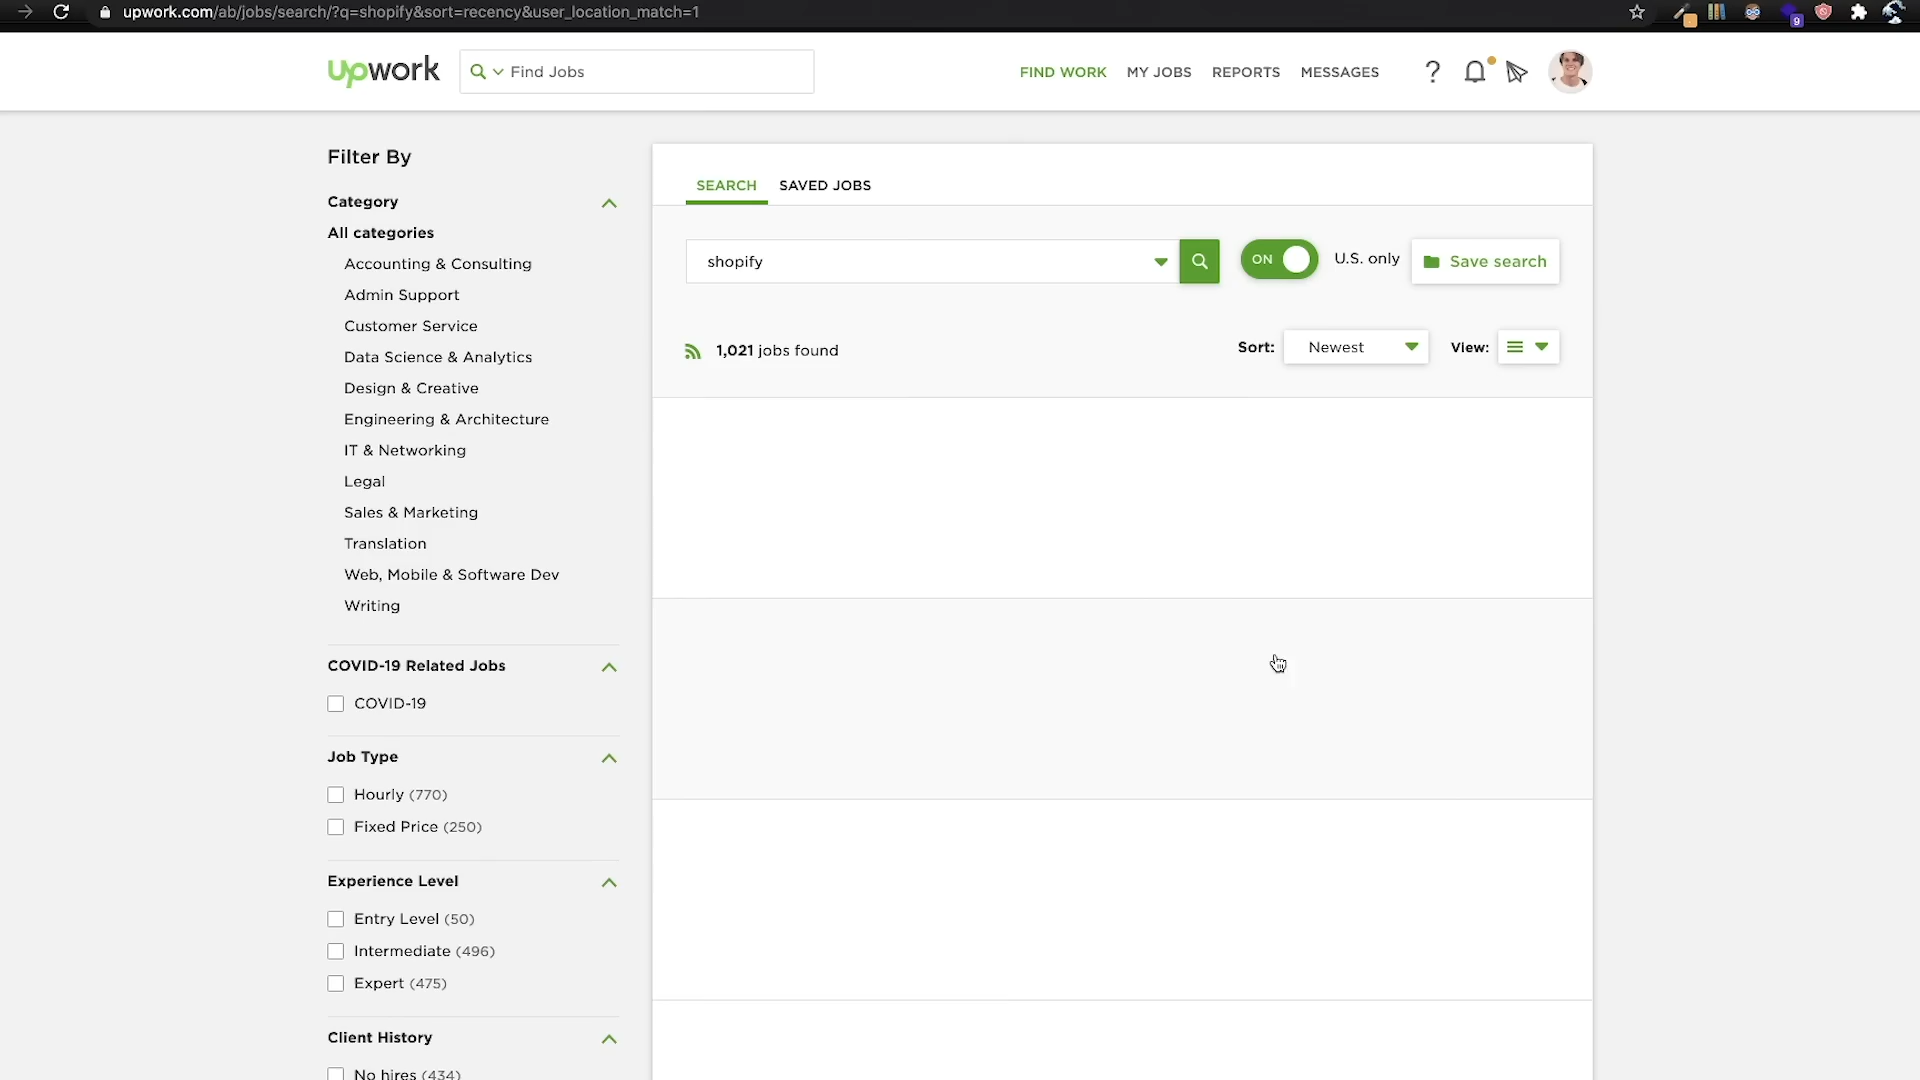 upwork.com/ab/jobs/search/?q=shopify&sort=recency&user_location_match=1
9
upwork
Find Jobs
FIND WORK
MY JOBS
REPORTS
MESSAGES
?
Filter By
Category
All categories
Accounting & Consulting
Admin Support
Customer Service
Data Science & Analytics
Design & Creative
Engineering & Architecture
IT & Networking
Legal
Sales & Marketing
Translation
Web, Mobile & Software Dev
Writing
COVID-19 Related Jobs
COVID-19
Job Type
Hourly (770)
Fixed Price (250)
Experience Level
Entry Level (50)
Intermediate (496)
Expert (475)
Client History
No hires (434)
SEARCH
SAVED JOBS
shopify
ON
U.S. only
Save search
1,021 jobs found
Sort:
Newest
View: